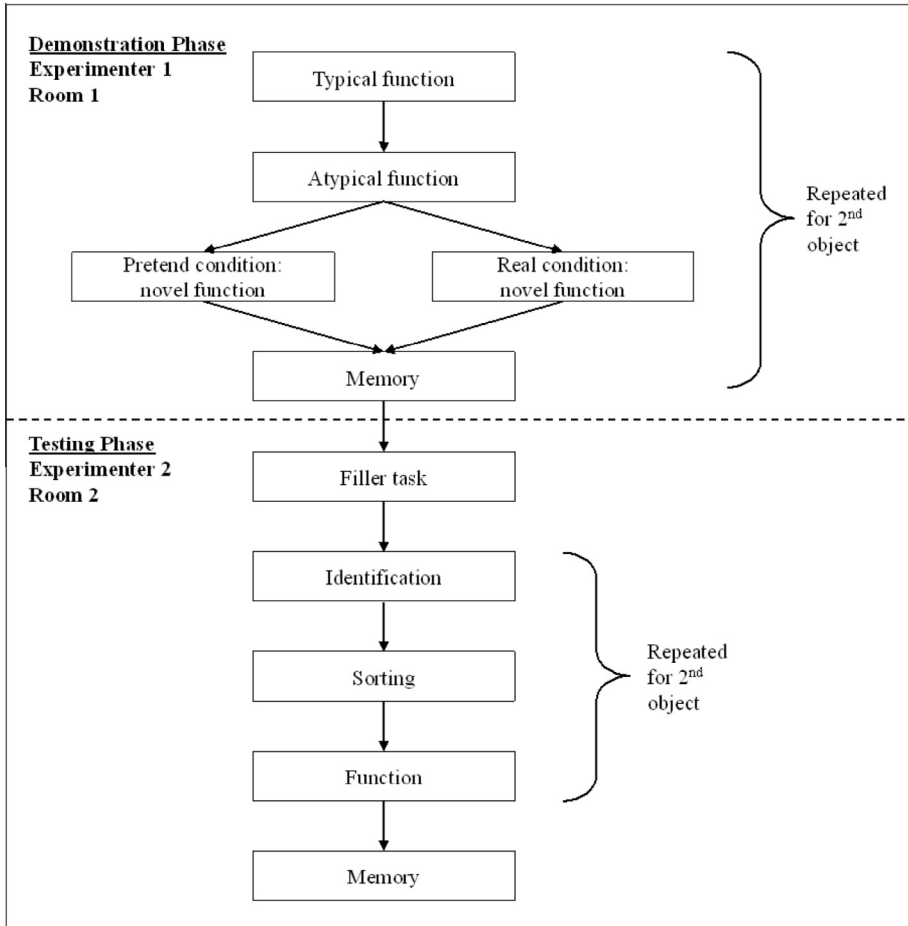 Demonstration Phase
Experimenter 1
Room 1
Typical function
Atypical function
Pretend condition:
novel function
Real condition:
novel function
Memory
Repeated
for 2nd
object
Testing Phase
Experimenter 2
Room 2
Filler task
Identification
Sorting
Function
Memory
Repeated
for 2nd
object